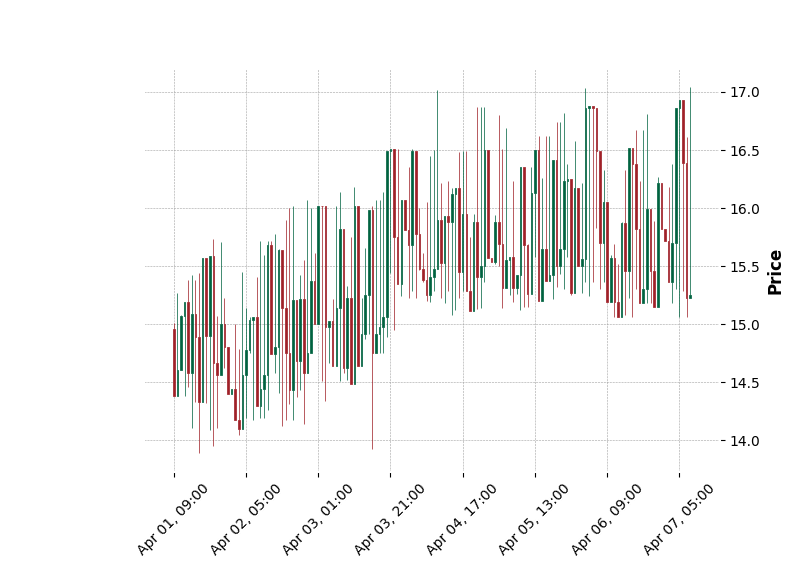 17.0
16.5
16.0
15.5
15.0
14.5
14.0
Price
Apr 01, 09:00
Apr 02, 05:00
Apr 03, 01:00
Apr 03, 21:00
Apr 04, 17:00
Apr 05, 13:00
Apr 06, 09:00
Apr 07, 05:00